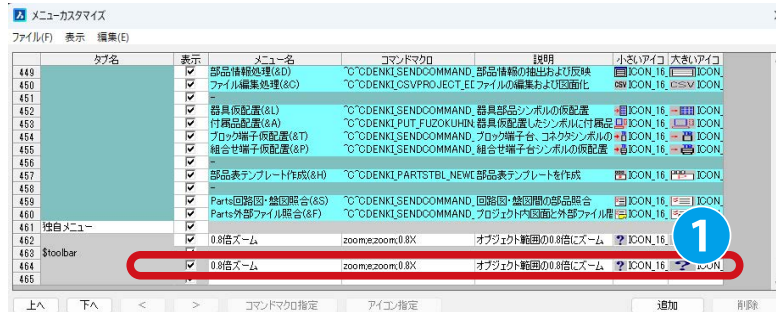 メニューカスタマイズ
ファイル(F) 表示 編集(E)
タブ名 表示 メニュー名 コマンドマクロ 説明 小さいアイコ 大きいアイコ
449 部品情報処理(&D) ^C^CDENKI_SENDCOMMAND_ 部品情報の抽出および反映 ICON_16_ ICON_
450 ファイル編集処理(&C) ^C^CDENKI_CSVPROJECT_EC ファイルの編集および図面化 CSV ICON_16_ CSV ICON_
451 -
452 器具仮配置(&L) ^C^CDENKI_SENDCOMMAND_ 器具部品シンボルの仮配置 ICON_16_ ICON_
453 付属品配置(&A) ^C^CDENKI_PUT_FUZOKUHIN 器具仮配置したシンボルに付属品 ICON_16_ ICON_
454 ブロック端子仮配置(&T) ^C^CDENKI_SENDCOMMAND_ ブロック端子台、コネクタシンボルの ICON_16_ ICON_
455 組合せ端子仮配置(&P) ^C^CDENKI_SENDCOMMAND_ 組合せ端子台シンボルの仮配置 ICON_16_ ICON_
456 -
457 部品表テンプレート作成(&H) ^C^CDENKI_PARTSTBL_NEWE 部品表テンプレートを作成 ICON_16_ ICON_
458 -
459 Parts回路図・盤図照合(&S) ^C^CDENKI_SENDCOMMAND_ 回路図・盤図間の部品照合 ICON_16_ ICON_
460 Parts外部ファイル照合(&F) ^C^CDENKI_SENDCOMMAND_ プロジェクト内図面と外部ファイル間 ICON_16_ ICON_
461 独自メニュー
462 0.8倍ズーム zoom;e;zoom;0.8X オブジェクト範囲の0.8倍にズーム ? ICON_16_
463 $toolbar
464 0.8倍ズーム zoom;e;zoom;0.8X オブジェクト範囲の0.8倍にズーム ? ICON_16_ ? ICON_
465
1
上へ 下へ < > コマンドマクロ指定 アイコン指定 追加 削除